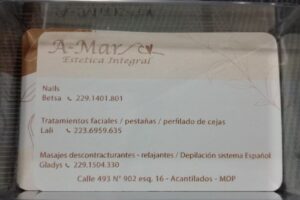 A-Mar
Estetica Integral
Nails
Betsa 229.1401.801
Tratamientos faciales / pestañas / perfilado de cejas
Lali 223.6959.635
Masajes descontracturantes - relajantes / Depilación sistema Español
Gladys 229.1504.330
Calle 493 N° 902 esq. 16 - Acantilados - MDP